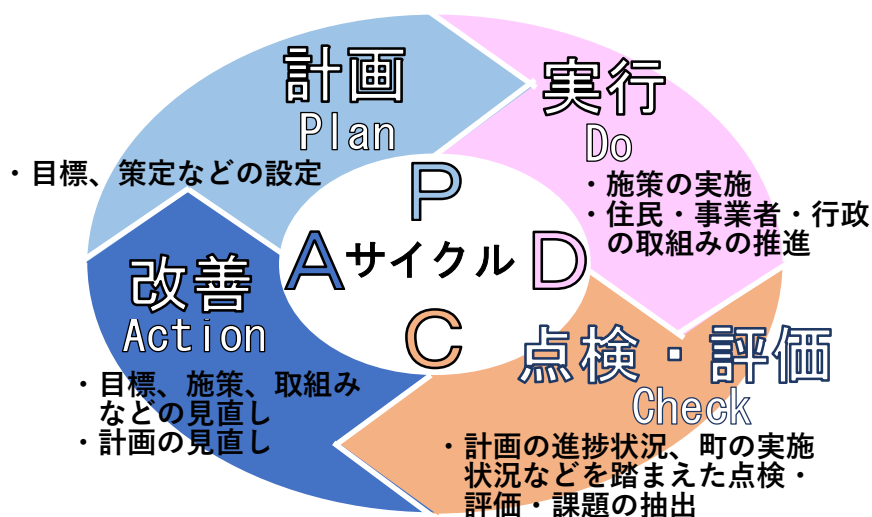 計画
Plan
・目標、策定などの設定
実行
Do
・施策の実施
・住民・事業者・行政
の取組みの推進
P
A サイクル D
C
点検・評価
Check
・計画の進捗状況、町の実施
状況などを踏まえた点検・
評価・課題の抽出
改善
Action
・目標、施策、取組み
などの見直し
・計画の見直し